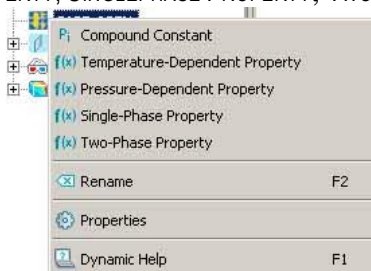 Pi Compound Constant
f(x) Temperature-Dependent Property
f(x) Pressure-Dependent Property
f(x) Single-Phase Property
f(x) Two-Phase Property
Rename F2
Properties
Dynamic Help F1